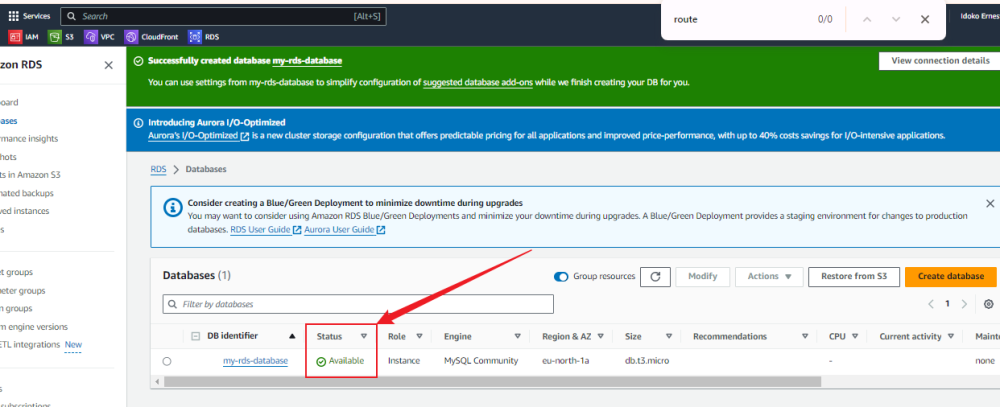 route 0/0
Services Search [Alt+S] Idoko Ernes
IAM S3 VPC CloudFront RDS
zon RDS
Successfully created database my-rds-database
View connection details
You can use settings from my-rds-database to simplify configuration of suggested database add-ons while we finish creating your DB for you.
Introducing Aurora I/O-Optimized
Aurora's I/O-Optimized is a new cluster storage configuration that offers predictable pricing for all applications and improved price-performance, with up to 40% costs savings for I/O-intensive applications.
board
bases
rmance insights
hots
ts in Amazon S3
mated backups
ved instances
s
et groups
meter groups
n groups
m engine versions
ETL integrations New
s
subscriptions
RDS > Databases
Consider creating a Blue/Green Deployment to minimize downtime during upgrades
You may want to consider using Amazon RDS Blue/Green Deployments and minimize your downtime during upgrades. A Blue/Green Deployment provides a staging environment for changes to production
databases. RDS User Guide Aurora User Guide
Databases (1) Group resources Modify Actions Restore from S3 Create database
Filter by databases 1
DB identifier Status Role Engine Region & AZ Size Recommendations CPU Current activity Mainte
my-rds-database Available Instance MySQL Community eu-north-1a db.t3.micro - none